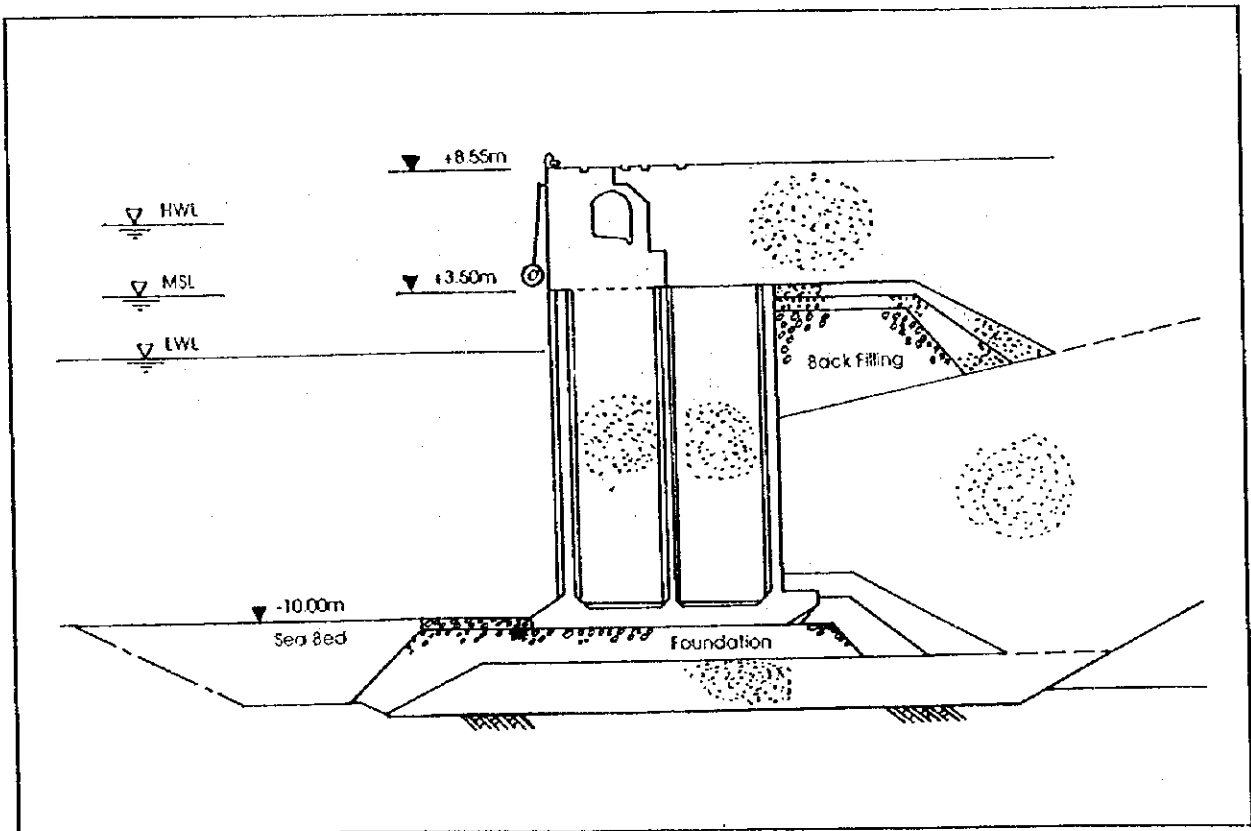 +8.55m
HWL
MSL
+3.50m
LWL
Back Filling
-10.00m
Sea Bed
Foundation